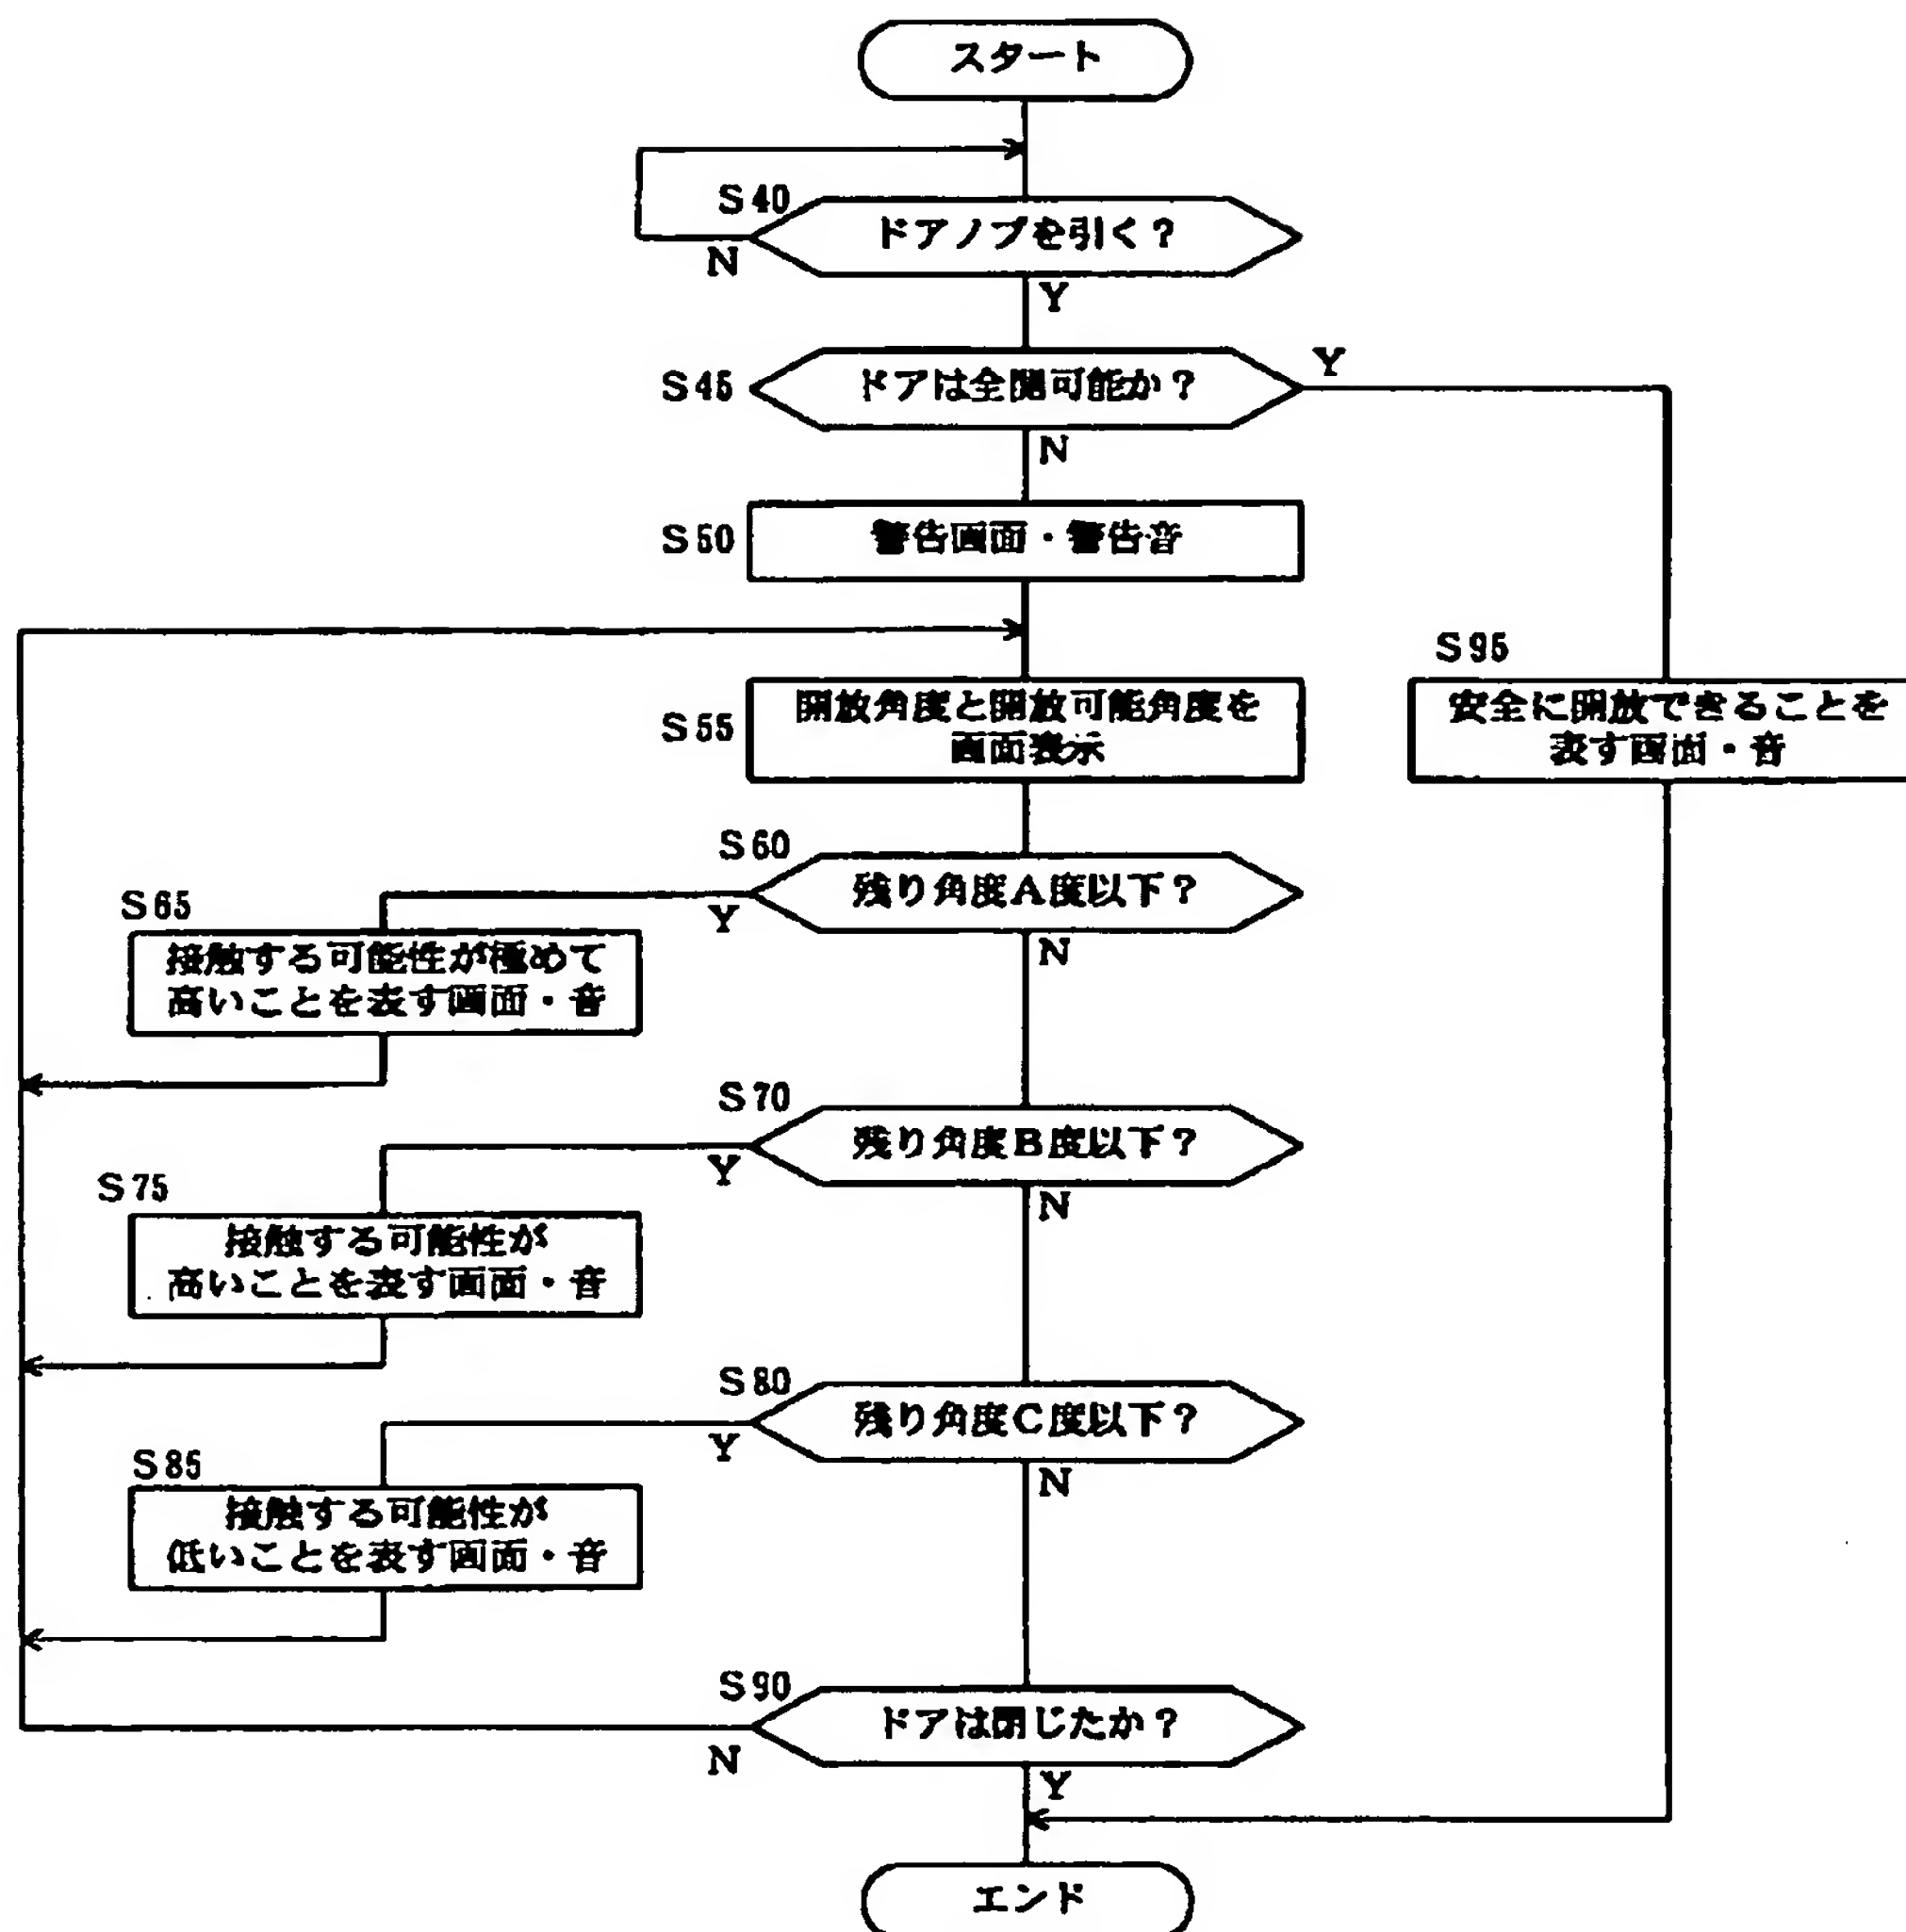 スタート
S40
ドアノブを引く？
N
Y
S45
ドアは全開可能か？
Y
N
S50
警告画面・警告音
S55
開放角度と開放可能角度を
画面表示
S95
安全に開放できることを
表す画面・音
S60
残り角度A度以下？
Y
N
S65
接触する可能性が極めて
高いことを表す画面・音
S70
残り角度B度以下？
Y
N
S75
接触する可能性が
高いことを表す画面・音
S80
残り角度C度以下？
Y
N
S85
接触する可能性が
低いことを表す画面・音
S90
ドアは閉じたか？
N
Y
エンド